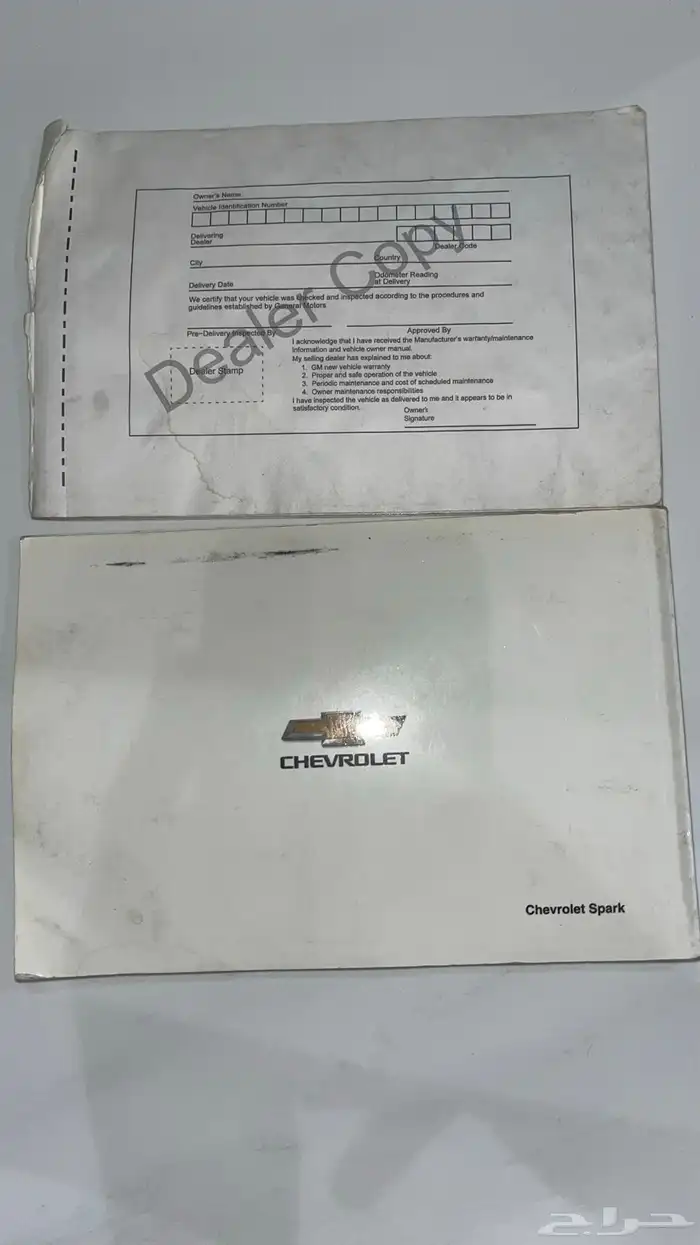 Owner's Name
Vehicle Identification Number
Delivering
Dealer
Dealer Code
City
Country
Delivery Date
Odometer Reading
at Delivery
We certify that your vehicle was checked and inspected according to the procedures and
guidelines established by General Motors
Pre-Delivery Inspected By
Approved By
Dealer Stamp
I acknowledge that I have received the Manufacturer's warranty/maintenance
information and vehicle owner manual.
My selling dealer has explained to me about:
1. GM new vehicle warranty
2. Proper and safe operation of the vehicle
3. Periodic maintenance and cost of scheduled maintenance
4. Owner maintenance responsibilities
I have inspected the vehicle as delivered to me and it appears to be in
satisfactory condition.
Owner's
Signature
Dealer Copy
CHEVROLET
Chevrolet Spark
حراج